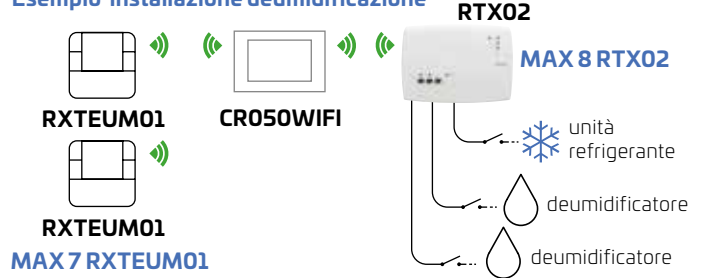 Esempio installazione deumidificazione
RTX02
MAX 8 RTX02
RXTEUM01
CR050WIFI
unità
refrigerante
RXTEUM01
deumidificatore
MAX 7 RXTEUM01
deumidificatore